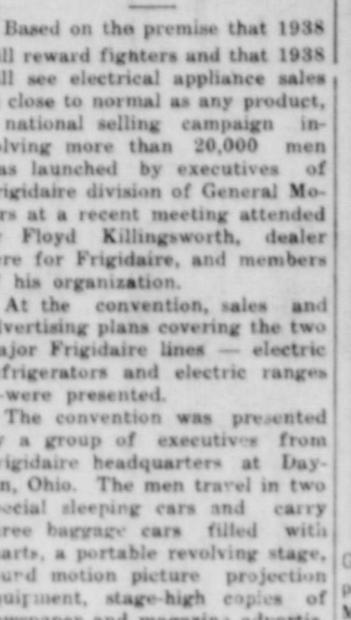 Based on the premise that 1938
ll reward fighters and that 1938
ll see electrical appliance sales
close to normal as any product,
national selling campaign in-
lving more than 20,000 men
as launched by executives of
rigidaire division of General Mo-
rs at a recent meeting attended
Floyd Killingsworth, dealer
ere for Frigidaire, and members
his organization.
At the convention, sales and
lvertising plans covering the two
ajor Frigidaire lines — electric
frigerators and electric ranges
—were presented.
The convention was presented
y a group of executives from
rigidaire headquarters at Day-
n, Ohio. The men travel in two
ecial sleeping cars and carry
ree baggage cars filled with
arts, a portable revolving stage,
und motion picture projection
quipment, stage-high copies of